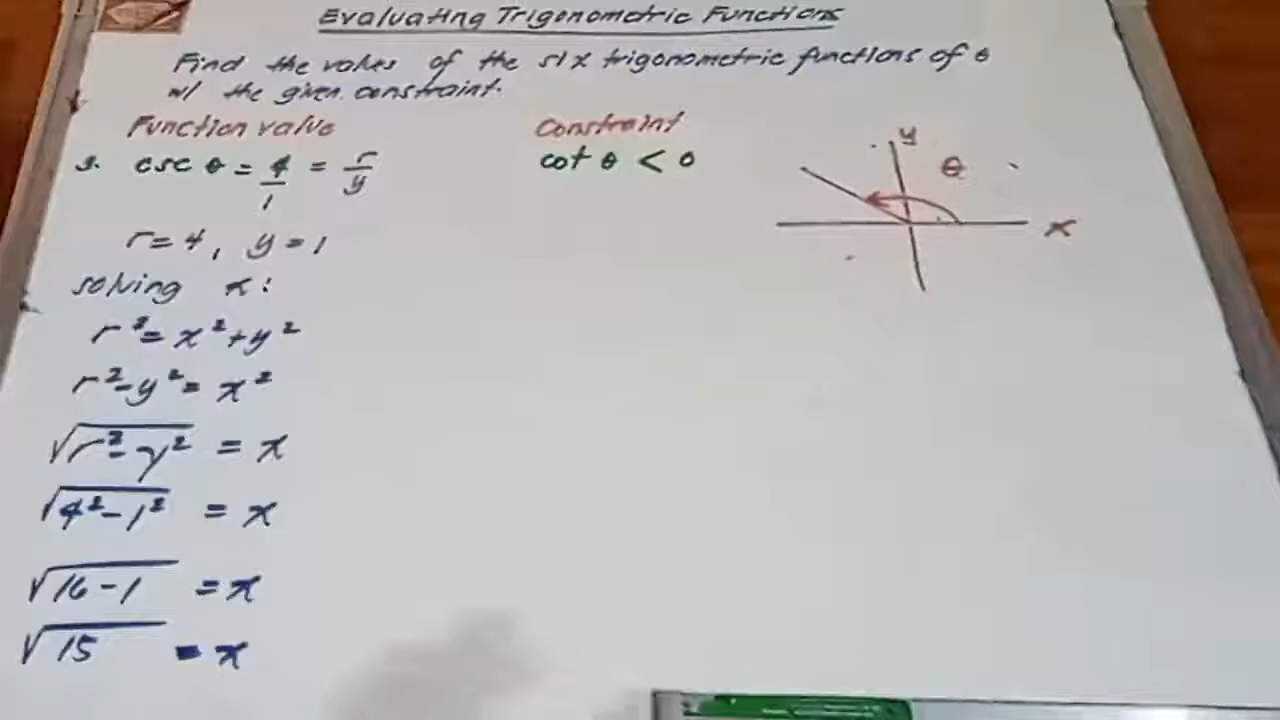 Evaluating Trigonometric Functions
Find the values of the six trigonometric functions of θ
w/ the given constraint.
Function value
Constraint
3. csc θ = 4/1 = r/y
cot θ < 0
y
θ
x
r = 4, y = 1
solving x:
r² = x² + y²
r² - y² = x²
√(r² - y²) = x
√(4² - 1²) = x
√(16 - 1) = x
√15 = x